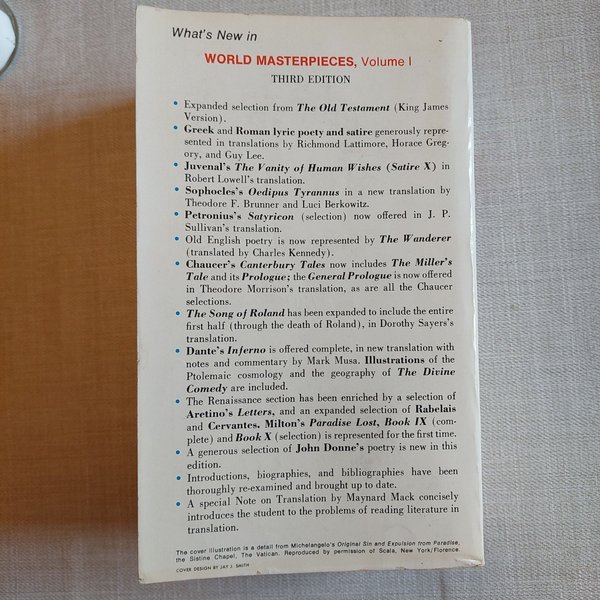 What's New in
WORLD MASTERPIECES, Volume I
THIRD EDITION
• Expanded selection from The Old Testament (King James
Version).
• Greek and Roman lyric poetry and satire generously repre-
sented in translations by Richmond Lattimore, Horace Greg-
ory, and Guy Lee.
• Juvenal's The Vanity of Human Wishes (Satire X) in
Robert Lowell's translation.
• Sophocles's Oedipus Tyrannus in a new translation by
Theodore F. Brunner and Luci Berkowitz.
• Petronius's Satyricon (selection) now offered in J. P.
Sullivan's translation.
• Old English poetry is now represented by The Wanderer
(translated by Charles Kennedy).
• Chaucer's Canterbury Tales now includes The Miller's
Tale and its Prologue; the General Prologue is now offered
in Theodore Morrison's translation, as are all the Chaucer
selections.
• The Song of Roland has been expanded to include the entire
first half (through the death of Roland), in Dorothy Sayers's
translation.
• Dante's Inferno is offered complete, in new translation with
notes and commentary by Mark Musa. Illustrations of the
Ptolemaic cosmology and the geography of The Divine
Comedy are included.
• The Renaissance section has been enriched by a selection of
Aretino's Letters, and an expanded selection of Rabelais
and Cervantes. Milton's Paradise Lost, Book IX (com-
plete) and Book X (selection) is represented for the first time.
• A generous selection of John Donne's poetry is new in this
edition.
• Introductions, biographies, and bibliographies have been
thoroughly re-examined and brought up to date.
• A special Note on Translation by Maynard Mack concisely
introduces the student to the problems of reading literature in
translation.
The cover illustration is a detail from Michelangelo's Original Sin and Expulsion from Paradise,
the Sistine Chapel, The Vatican. Reproduced by permission of Scala, New York/Florence.
COVER DESIGN BY JAY J. SMITH